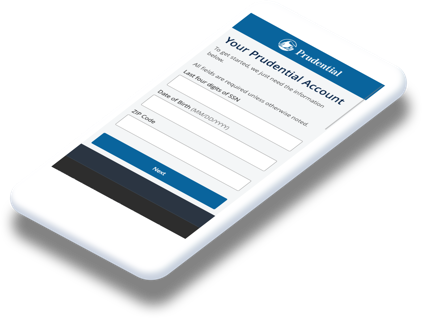 Prudential
Your Prudential Account
To get started, we just need the information
below.
All fields are required unless otherwise noted.
Last four digits of SSN
Date of Birth (MM/DD/YYYY)
ZIP Code
Next